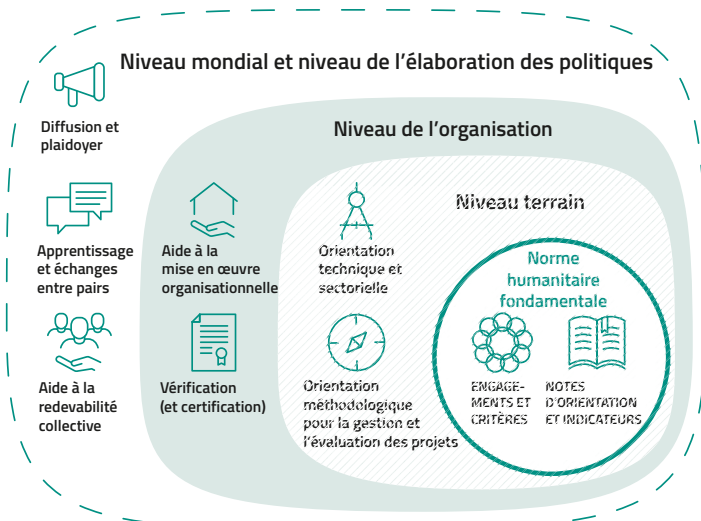 Niveau mondial et niveau de l’élaboration des politiques
Diffusion et
plaidoyer
Apprentissage
et échanges
entre pairs
Aide à la
redevabilité
collective
Niveau de l’organisation
Aide à la
mise en œuvre
organisationnelle
Vérification
(et certification)
Niveau terrain
Orientation
technique et
sectorielle
Orientation
méthodologique
pour la gestion et
l’évaluation des projets
Norme
humanitaire
fondamentale
ENGAGE-
MENTS ET
CRITÈRES
NOTES
D’ORIENTATION
ET INDICATEURS